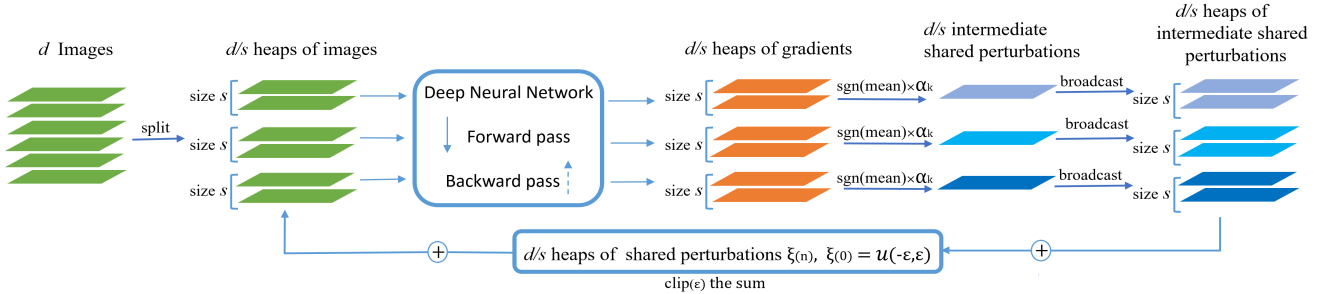 d Images
split
d/s heaps of images
size s
size s
size s
Deep Neural Network
Forward pass
Backward pass
d/s heaps of gradients
size s
size s
size s
sgn(mean)×αk
sgn(mean)×αk
sgn(mean)×αk
d/s intermediate
shared perturbations
broadcast
broadcast
broadcast
d/s heaps of
intermediate shared
perturbations
size s
size s
size s
+
d/s heaps of shared perturbations ξ(n), ξ(0) = u(-ε,ε)
+
clip(ε) the sum